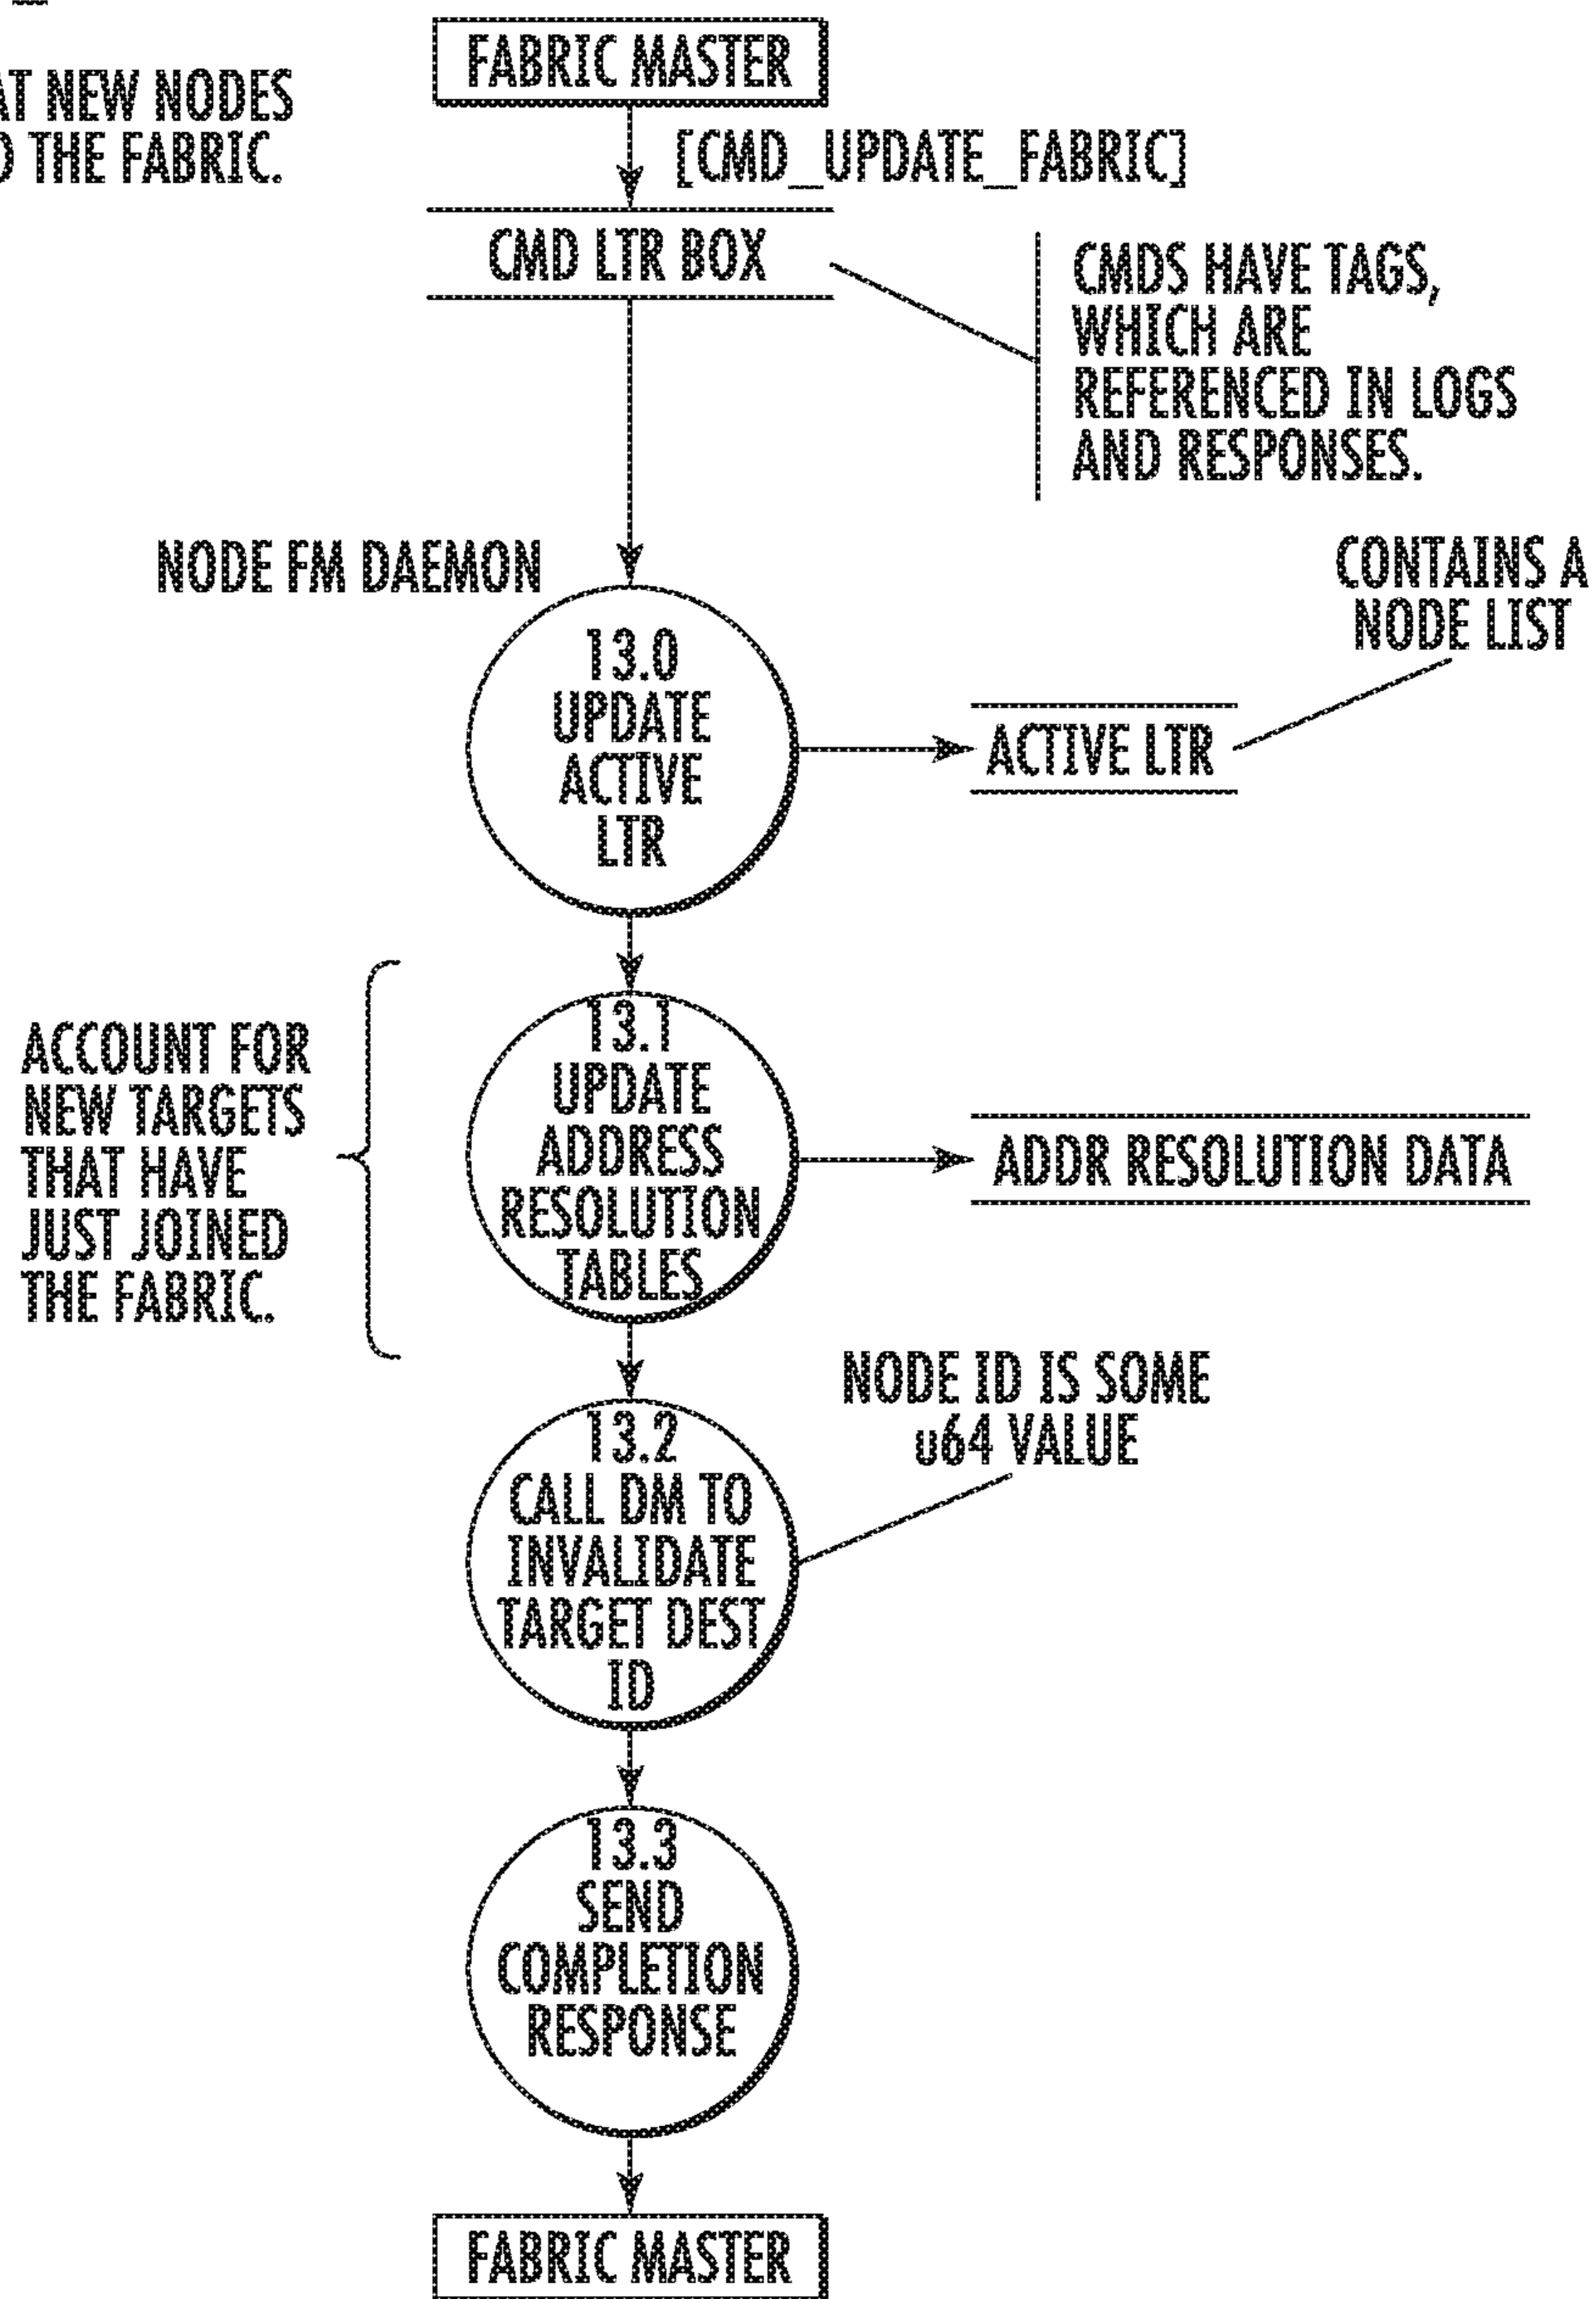 FABRIC MASTER
NEW NODES
THE FABRIC.
[CMD_UPDATE_FABRIC]
CMD LTR BOX
CMDS HAVE TAGS,
WHICH ARE
REFERENCED IN LOGS
AND RESPONSES.
NODE FM DAEMON
CONTAINS A
NODE LIST
13.0
UPDATE
ACTIVE
LTR
ACTIVE LTR
ACCOUNT FOR
NEW TARGETS
THAT HAVE
JUST JOINED
THE FABRIC.
13.1
UPDATE
ADDRESS
RESOLUTION
TABLES
ADDR RESOLUTION DATA
NODE ID IS SOME
u64 VALUE
13.2
CALL DM TO
INVALIDATE
TARGET DEST
ID
13.3
SEND
COMPLETION
RESPONSE
FABRIC MASTER